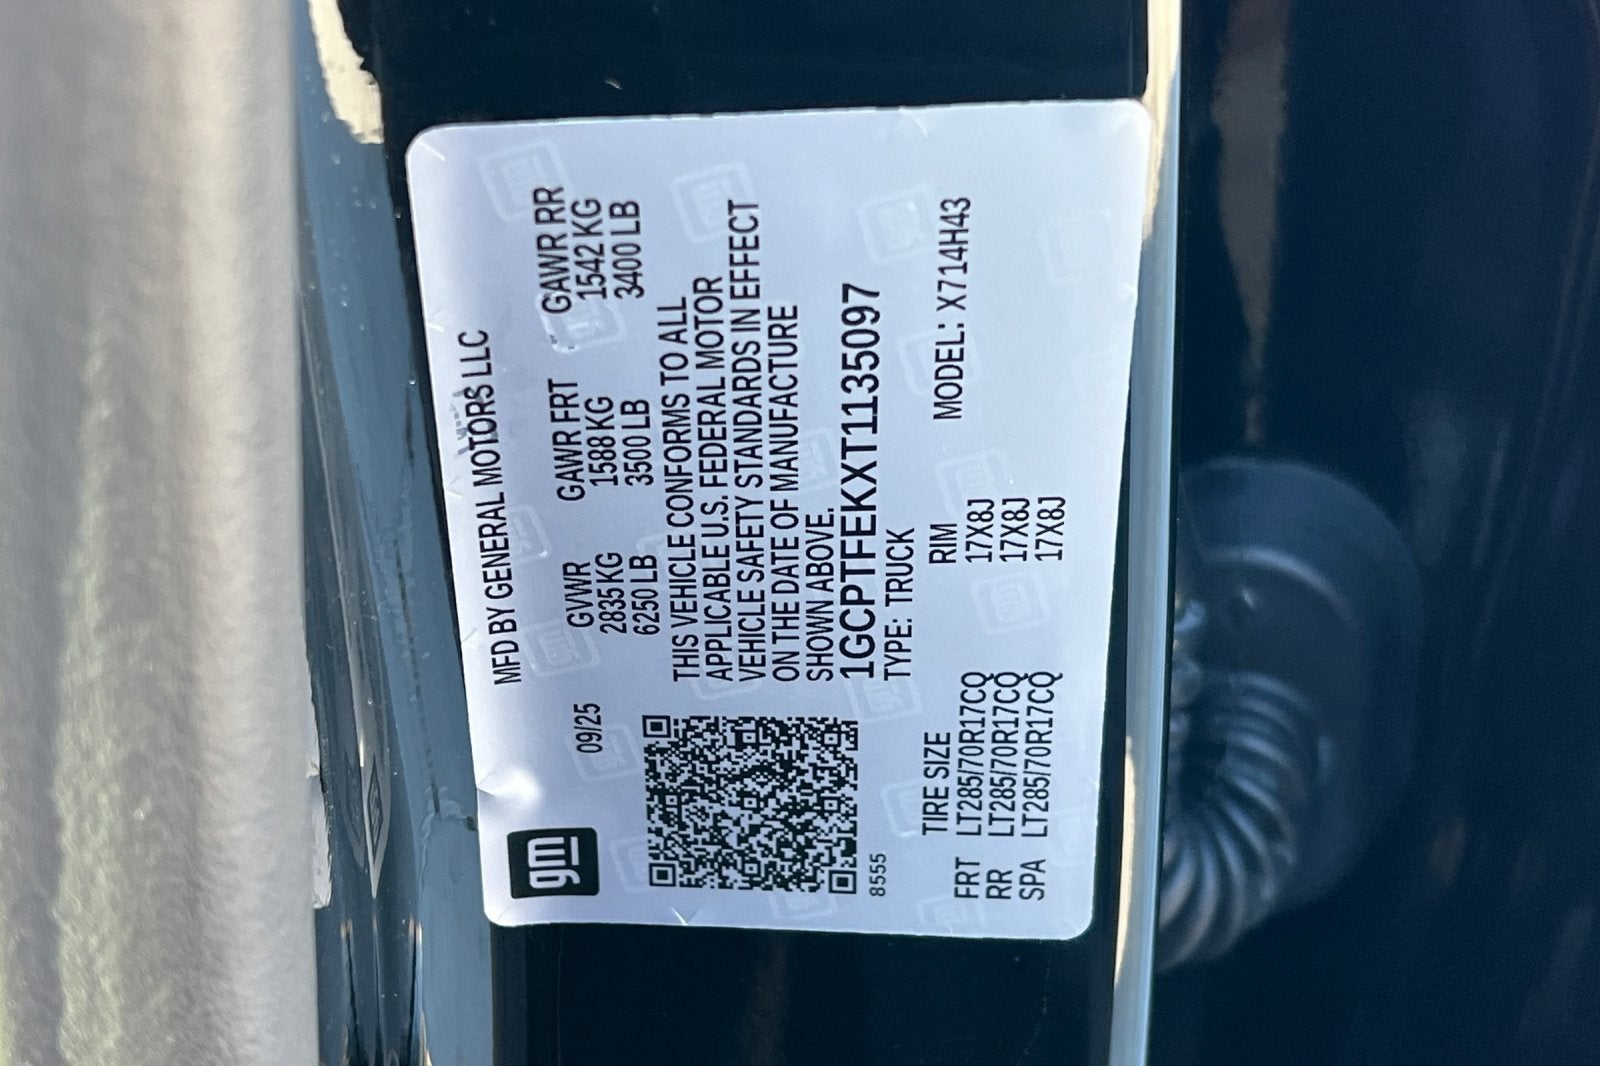 gm
MFD BY GENERAL MOTORS LLC
09/25
GVWR GAWR FRT GAWR RR
2835 KG 1588 KG 1542 KG
6250 LB 3500 LB 3400 LB
THIS VEHICLE CONFORMS TO ALL
APPLICABLE U.S. FEDERAL MOTOR
VEHICLE SAFETY STANDARDS IN EFFECT
ON THE DATE OF MANUFACTURE
SHOWN ABOVE.
1GCPTFEKXT1135097
8555
TYPE: TRUCK
TIRE SIZE RIM MODEL: X714H43
FRT LT285/70R17CQ 17X8J
RR LT285/70R17CQ 17X8J
SPA LT285/70R17CQ 17X8J